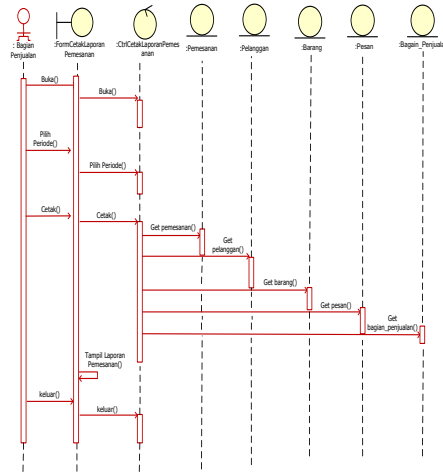 : Bagian
Penjualan
:FormCetakLaporan
Pemesanan
:CtrlCetakLaporanPemes
anan
:Pemesanan
:Pelanggan
:Barang
:Pesan
:Bagain_Penjuala
Buka()
Buka()
Pilih
Periode()
Pilih Periode()
Cetak()
Cetak()
Get pemesanan()
Get
pelanggan()
Get barang()
Get pesan()
Get
bagian_penjualan()
Tampil Laporan
Pemesanan()
keluar()
keluar()